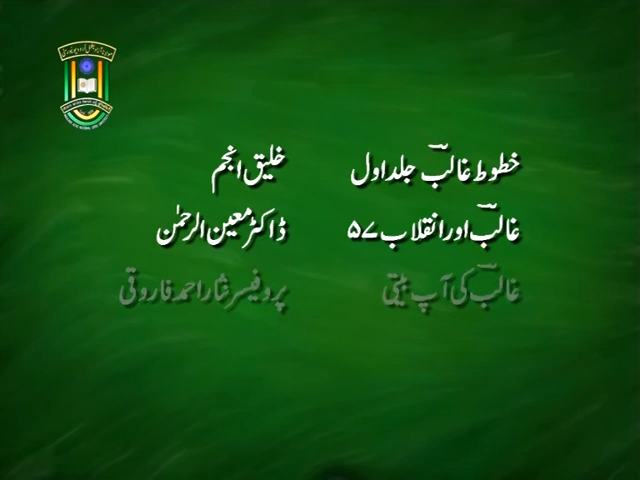 خطوط غالبؔ جلد اول خلیق انجم
غالبؔ اور انقلاب ۵۷ ڈاکٹر معین الرحمٰن
غالبؔ کی آپ بیتی پروفیسر نثار احمد فاروقی